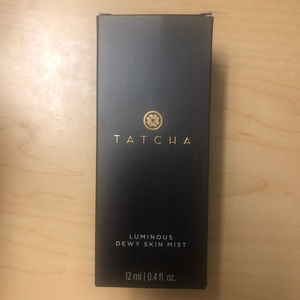 TATCHA
LUMINOUS
DEWY SKIN MIST
12 ml | 0.4 fl. oz.